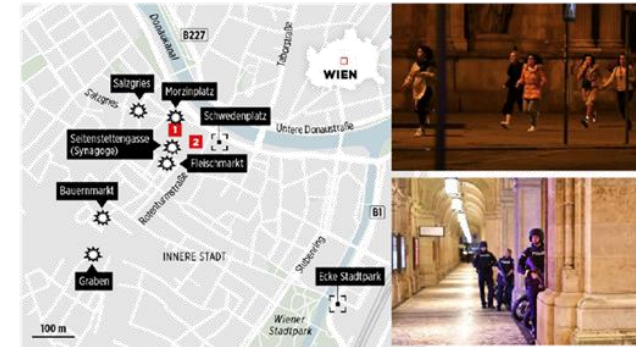 Donaukanal
B227
Taborstraße
WIEN
Salzgries
Salzgries
Morzinplatz
Schwedenplatz
1
Untere Donaustraße
Seitenstettengasse
(Synagoge)
2
Fleischmarkt
Bauernmarkt
Rotenturmstraße
B1
INNERE STADT
Stubenring
Graben
Ecke Stadtpark
Wiener
Stadtpark
100 m